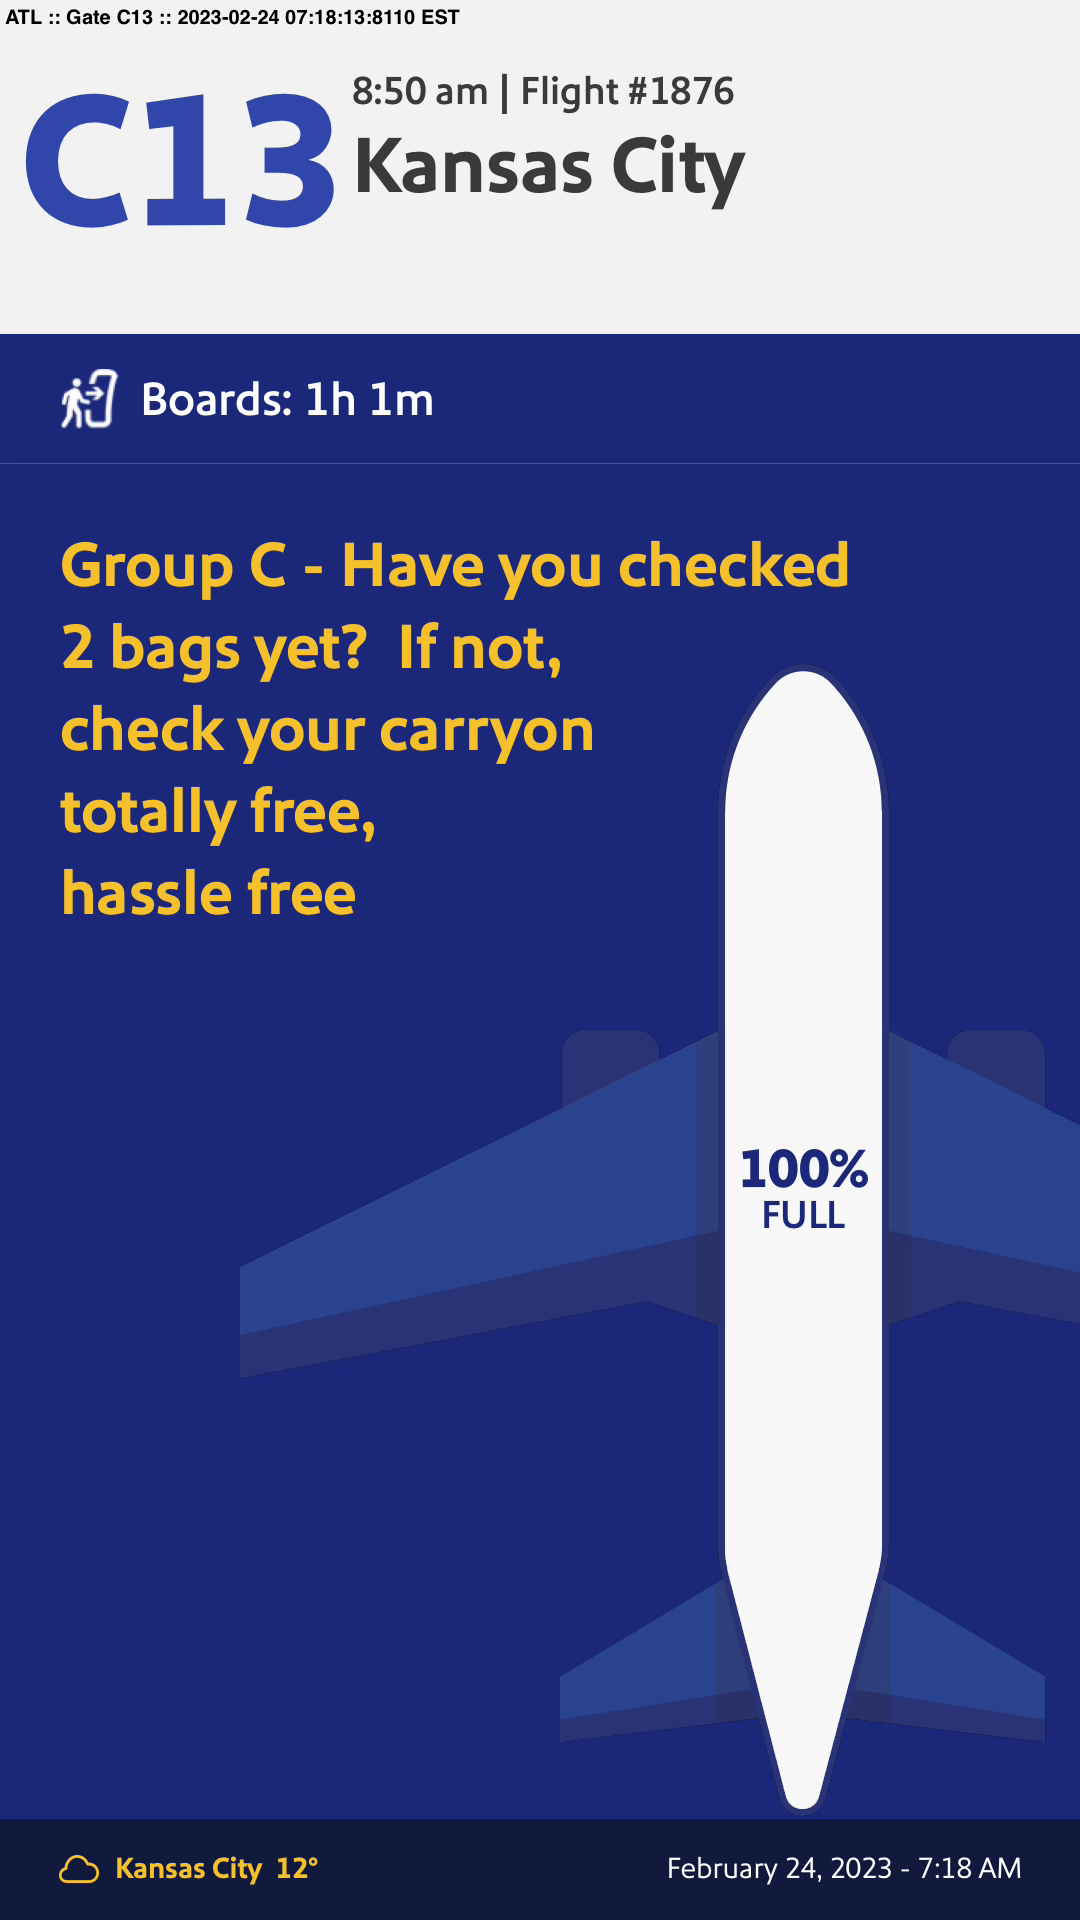 ATL :: Gate C13 :: 2023-02-24 07:18:13:8110 EST
C13
8:50 am | Flight #1876
Kansas City
Boards: 1h 1m
Group C - Have you checked
2 bags yet?  If not,
check your carryon
totally free,
hassle free
100%
FULL
Kansas City 12°
February 24, 2023 - 7:18 AM